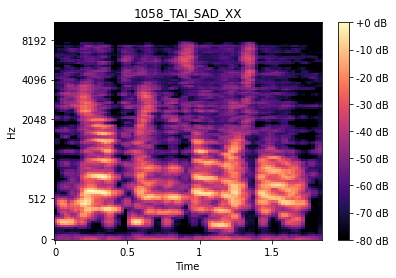 1058_TAI_SAD_XX
Hz
8192
4096
2048
1024
512
0
0
0.5
1
1.5
Time
+0 dB
-10 dB
-20 dB
-30 dB
-40 dB
-50 dB
-60 dB
-70 dB
-80 dB